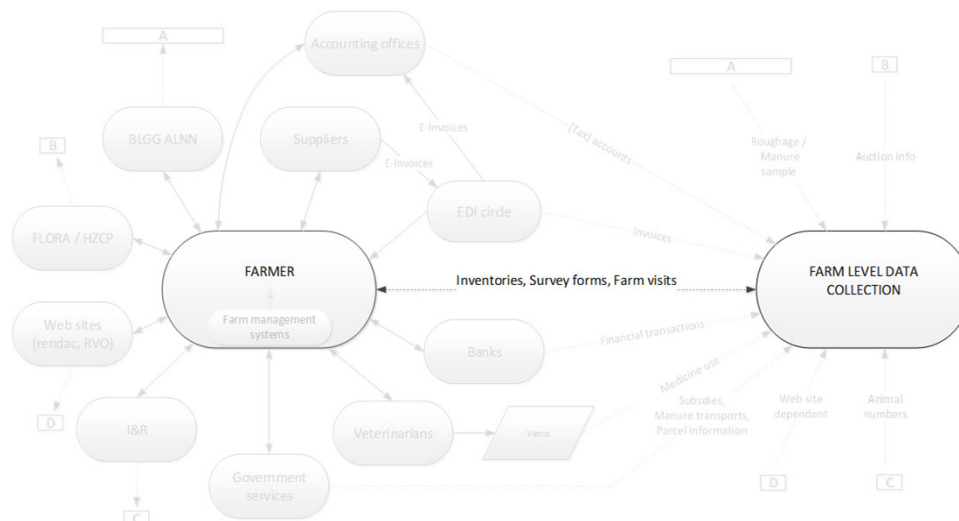 A
Accounting offices
A
B
BLGG ALNN
Suppliers
E-Invoices
E-Invoices
(Tax) accounts
Roughage /
Manure
sample
Auction info
B
FLORA / HZCP
EDI circle
invoices
FARMER
Farm management
systems
Inventories, Survey forms, Farm visits
FARM LEVEL DATA
COLLECTION
Web sites
(rendac, RVO)
Banks
Financial transactions
Medicine use
Subsdies,
Manure transports,
Parcel information
Web site
dependent
Animal
numbers
D
I&R
Veterinarians
Vetcis
Government
services
D
C
C